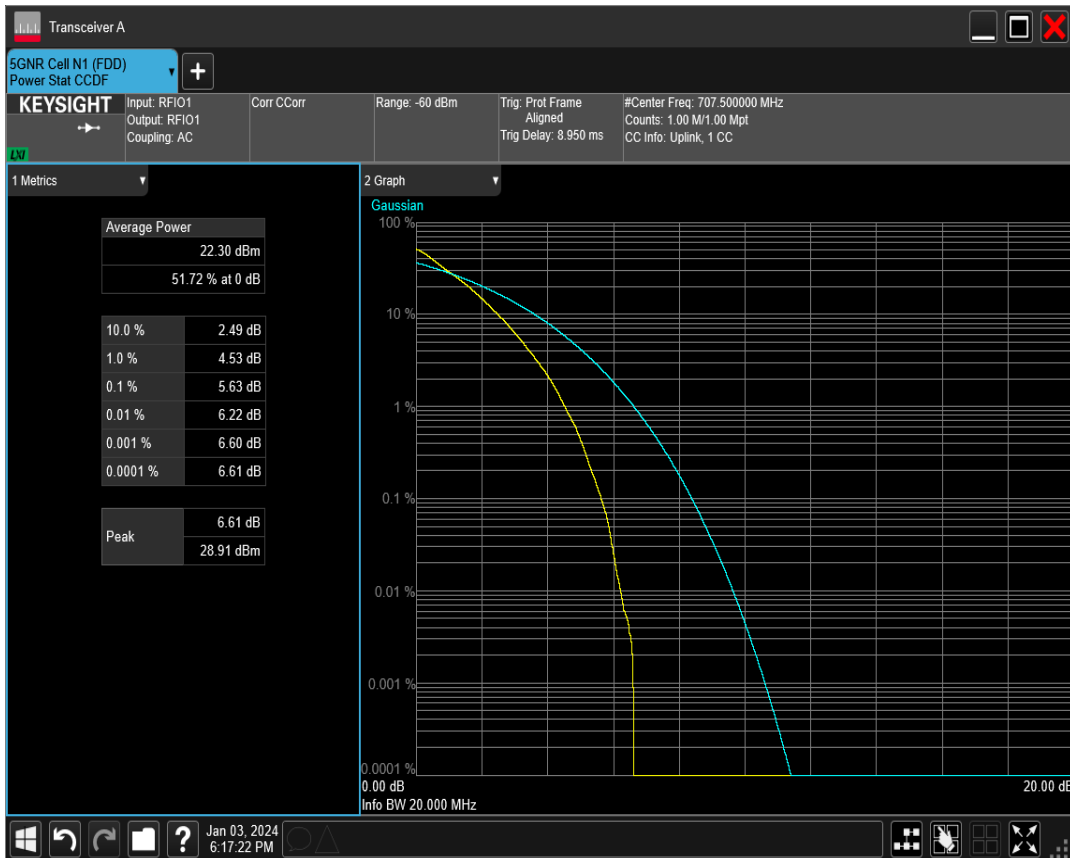 Transceiver A
5GNR Cell N1 (FDD)
Power Stat CCDF
KEYSIGHT
LXI
Input: RFIO1
Output: RFIO1
Coupling: AC
Corr CCorr
Range: -60 dBm
Trig: Prot Frame
Aligned
Trig Delay: 8.950 ms
#Center Freq: 707.500000 MHz
Counts: 1.00 M/1.00 Mpt
CC Info: Uplink, 1 CC
1 Metrics
Average Power
22.30 dBm
51.72 % at 0 dB
10.0 % 2.49 dB
1.0 % 4.53 dB
0.1 % 5.63 dB
0.01 % 6.22 dB
0.001 % 6.60 dB
0.0001 % 6.61 dB
Peak
6.61 dB
28.91 dBm
2 Graph
Gaussian
100 %
10 %
1 %
0.1 %
0.01 %
0.001 %
0.0001 %
0.00 dB 20.00 dB
Info BW 20.000 MHz
? Jan 03, 2024
6:17:22 PM